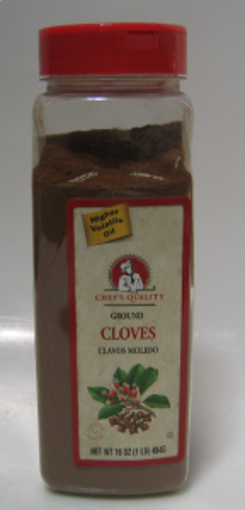 Higher
Volatile
Oil
CHEF'S QUALITY
GROUND
CLOVES
CLAVOS MOLIDO
NET WT 16 OZ (1 LB) 454G